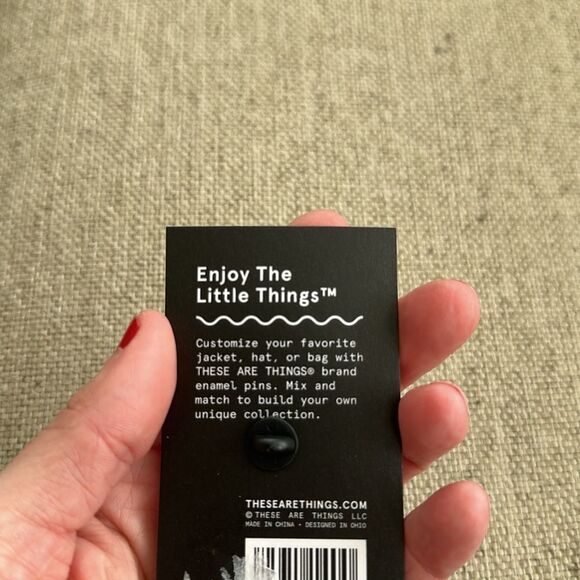 Enjoy The
Little Things™
Customize your favorite
jacket, hat, or bag with
THESE ARE THINGS® brand
enamel pins. Mix and
match to build your own
unique collection.
THESEARETHINGS.COM
© THESE ARE THINGS LLC
MADE IN CHINA • DESIGNED IN OHIO